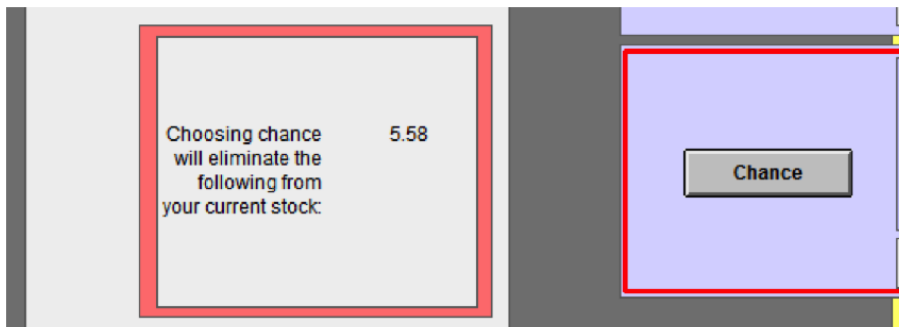 Choosing chance 5.58
will eliminate the
following from
your current stock:
Chance